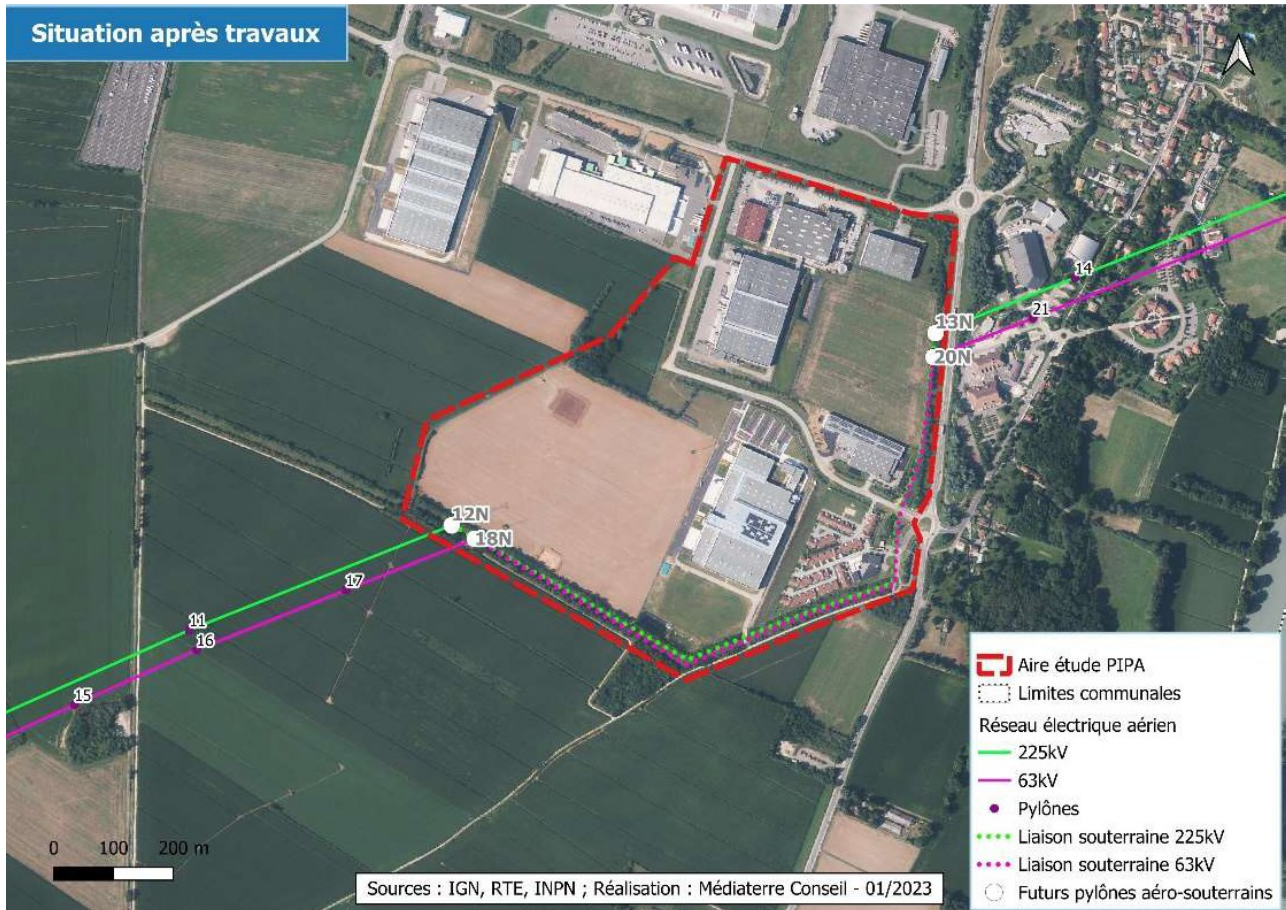 Situation après travaux
14
13N
21
20N
12N
18N
17
11
16
15
Aire étude PIPA
Limites communales
Réseau électrique aérien
225kV
63kV
Pylônes
Liaison souterraine 225kV
Liaison souterraine 63kV
Futurs pylônes aéro-souterrains
0 100 200 m
Sources : IGN, RTE, INPN ; Réalisation : Médiaterre Conseil - 01/2023